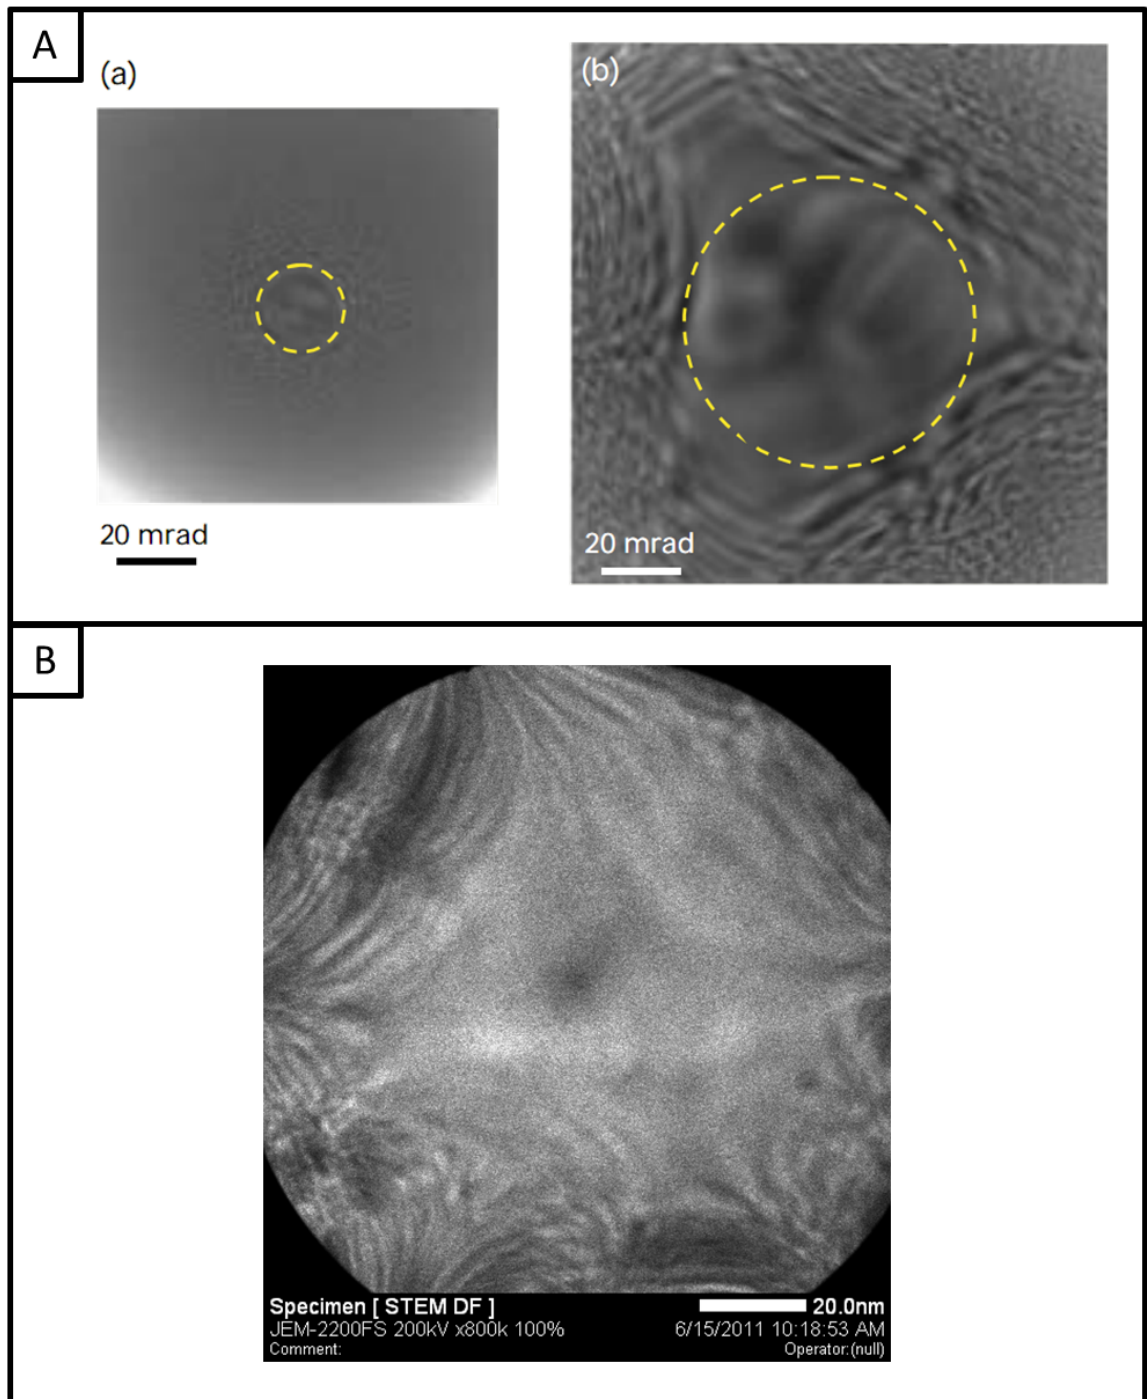 A
(a)
(b)
20 mrad
20 mrad
B
Specimen [ STEM DF ] 20.0nm
JEM-2200FS 200kV x800k 100% 6/15/2011 10:18:53 AM
Comment: Operator:(null)